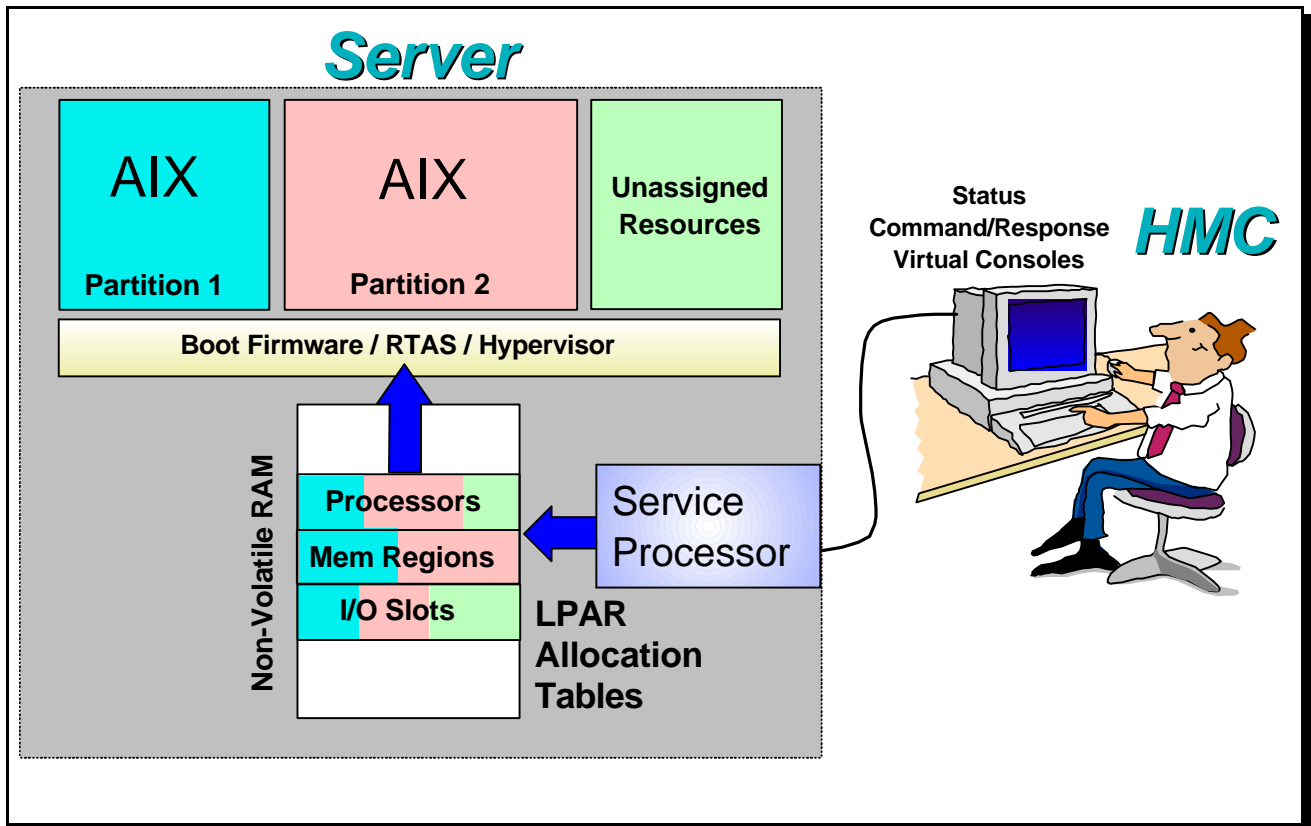 Server
AIX
Partition 1
AIX
Partition 2
Unassigned
Resources
Boot Firmware / RTAS / Hypervisor
Non-Volatile RAM
Processors
Mem Regions
I/O Slots
Service
Processor
LPAR
Allocation
Tables
Status
Command/Response
Virtual Consoles
HMC